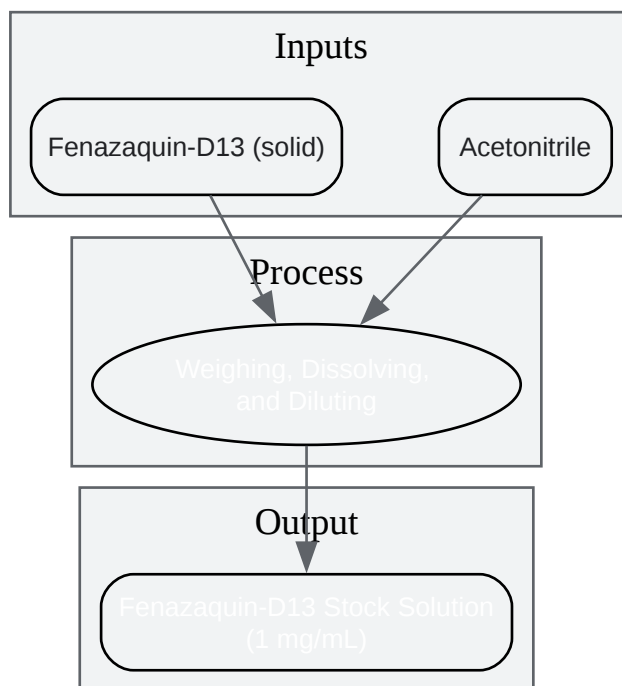 Inputs
Fenazaquin-D13 (solid)
Acetonitrile
Process
Weighing, Dissolving,
and Diluting
Output
Fenazaquin-D13 Stock Solution
(1 mg/mL)